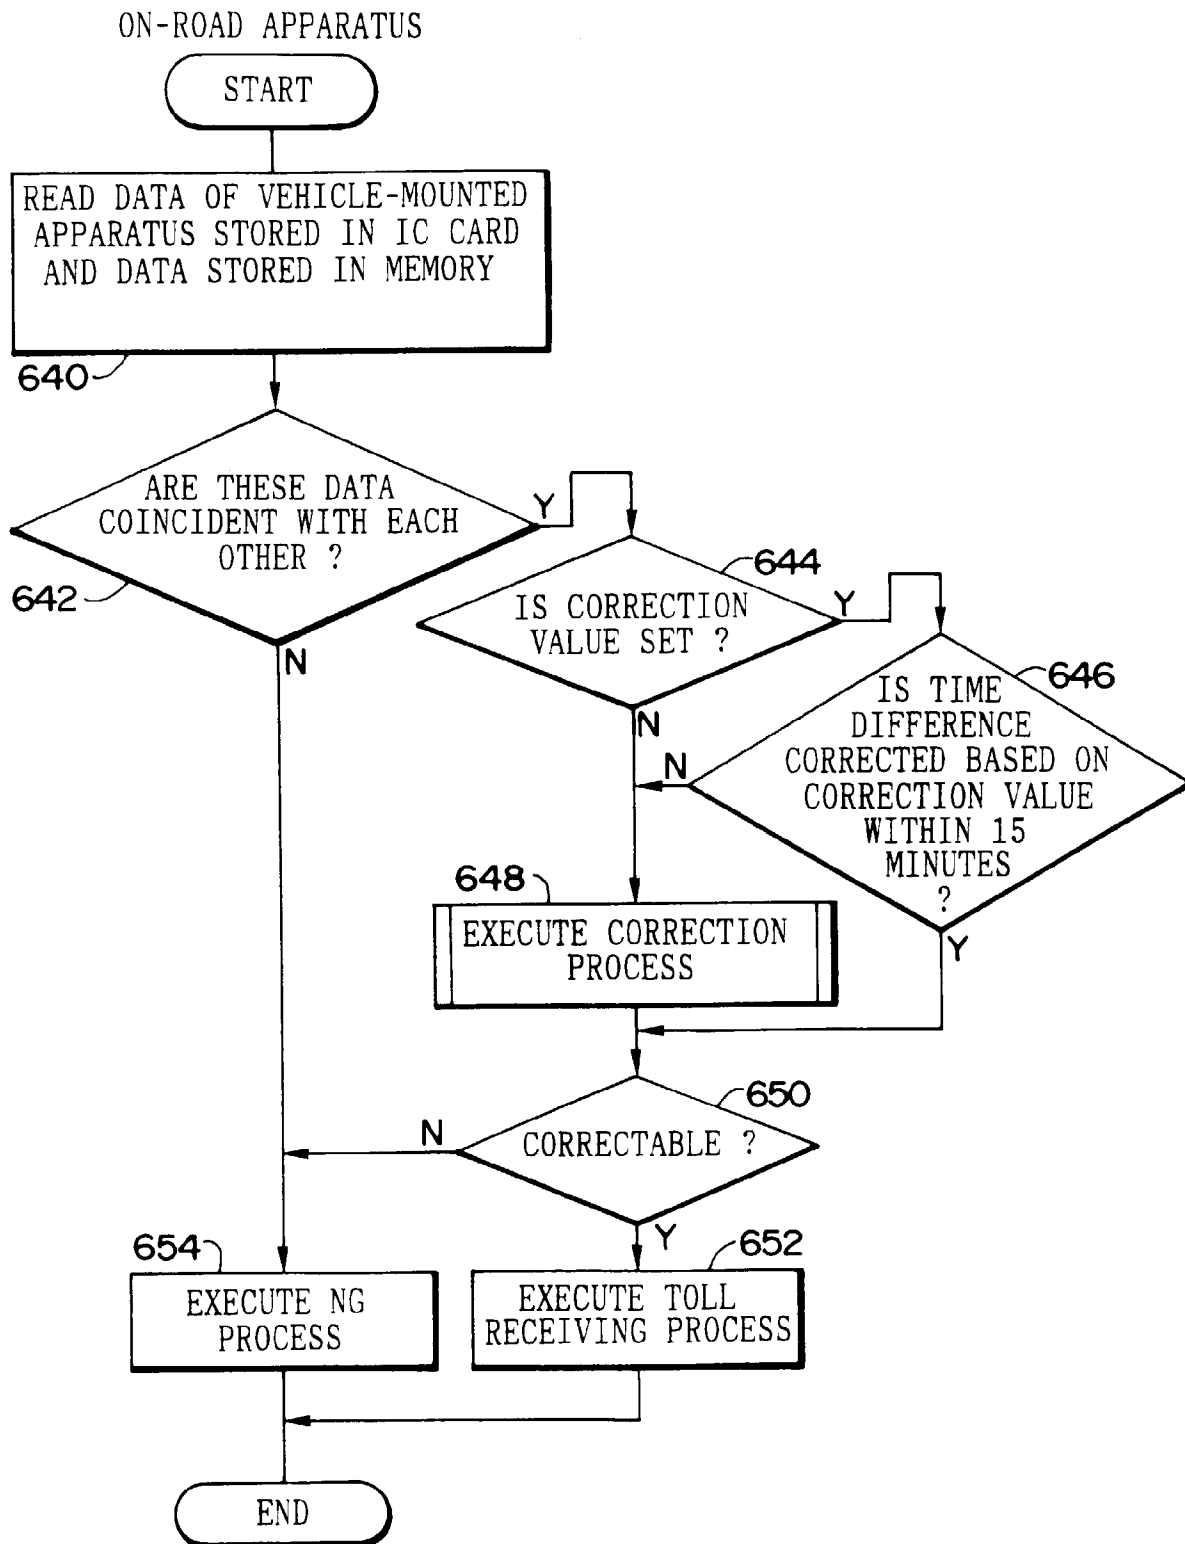 ON-ROAD APPARATUS
START
READ DATA OF VEHICLE-MOUNTED
APPARATUS STORED IN IC CARD
AND DATA STORED IN MEMORY
640
ARE THESE DATA
COINCIDENT WITH EACH
OTHER ?
Y
642
N
644
IS CORRECTION
VALUE SET ?
Y
N
646
IS TIME
DIFFERENCE
CORRECTED BASED ON
CORRECTION VALUE
WITHIN 15
MINUTES
?
N
Y
648
EXECUTE CORRECTION
PROCESS
650
CORRECTABLE ?
N
Y
654
EXECUTE NG
PROCESS
652
EXECUTE TOLL
RECEIVING PROCESS
END